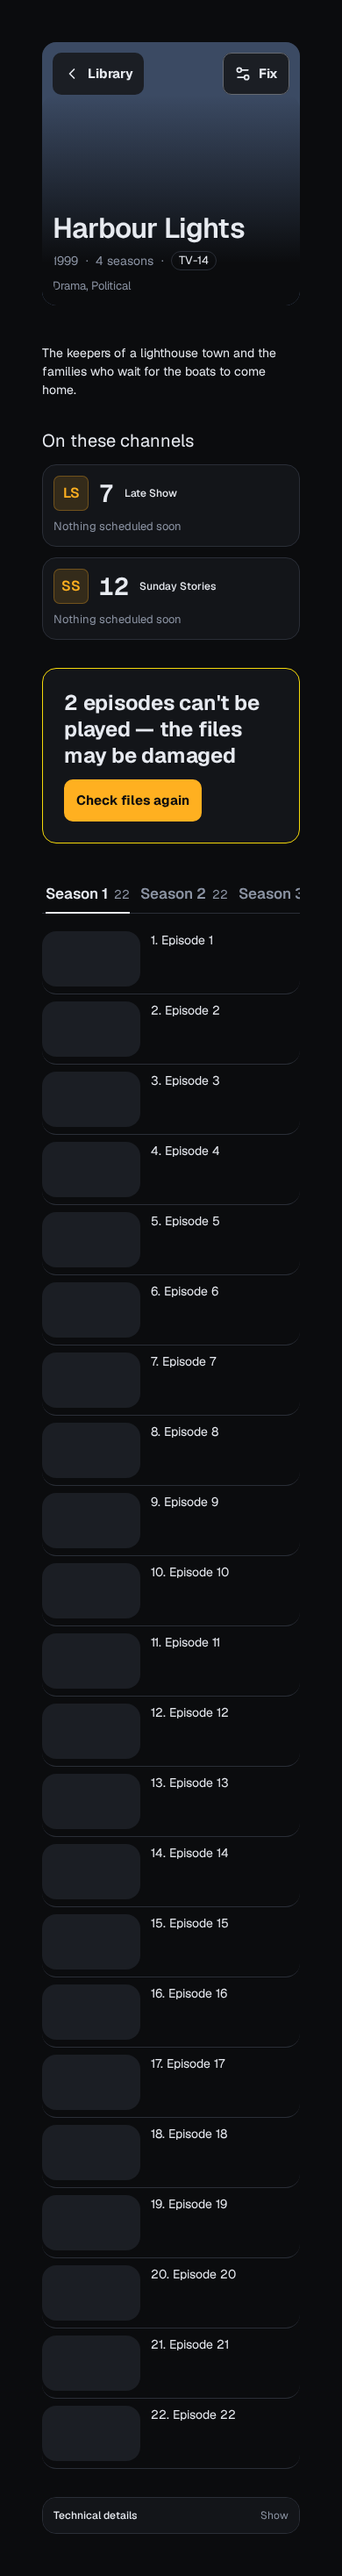 Library
Fix
Harbour Lights
1999 · 4 seasons · TV-14
Drama, Political
The keepers of a lighthouse town and the
families who wait for the boats to come
home.
On these channels
LS 7 Late Show
Nothing scheduled soon
SS 12 Sunday Stories
Nothing scheduled soon
2 episodes can't be
played — the files
may be damaged
Check files again
Season 1 22 Season 2 22 Season 3
1. Episode 1
2. Episode 2
3. Episode 3
4. Episode 4
5. Episode 5
6. Episode 6
7. Episode 7
8. Episode 8
9. Episode 9
10. Episode 10
11. Episode 11
12. Episode 12
13. Episode 13
14. Episode 14
15. Episode 15
16. Episode 16
17. Episode 17
18. Episode 18
19. Episode 19
20. Episode 20
21. Episode 21
22. Episode 22
Technical details Show